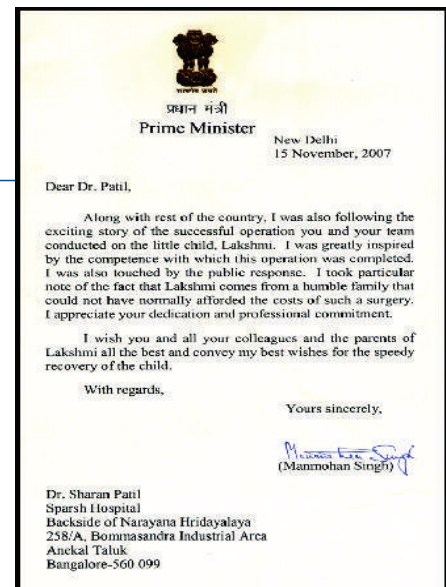 सत्यमेव जयते
प्रधान मंत्री
Prime Minister
New Delhi
15 November, 2007
Dear Dr. Patil,
Along with rest of the country, I was also following the
exciting story of the successful operation you and your team
conducted on the little child, Lakshmi. I was greatly inspired
by the competence with which this operation was completed.
I was also touched by the public response. I took particular
note of the fact that Lakshmi comes from a humble family that
could not have normally afforded the costs of such a surgery.
I appreciate your dedication and professional commitment.
I wish you and all your colleagues and the parents of
Lakshmi all the best and convey my best wishes for the speedy
recovery of the child.
With regards,
Yours sincerely,
Manmohan Singh
(Manmohan Singh)
Dr. Sharan Patil
Sparsh Hospital
Backside of Narayana Hridayalaya
258/A, Bommasandra Industrial Area
Anekal Taluk
Bangalore-560 099